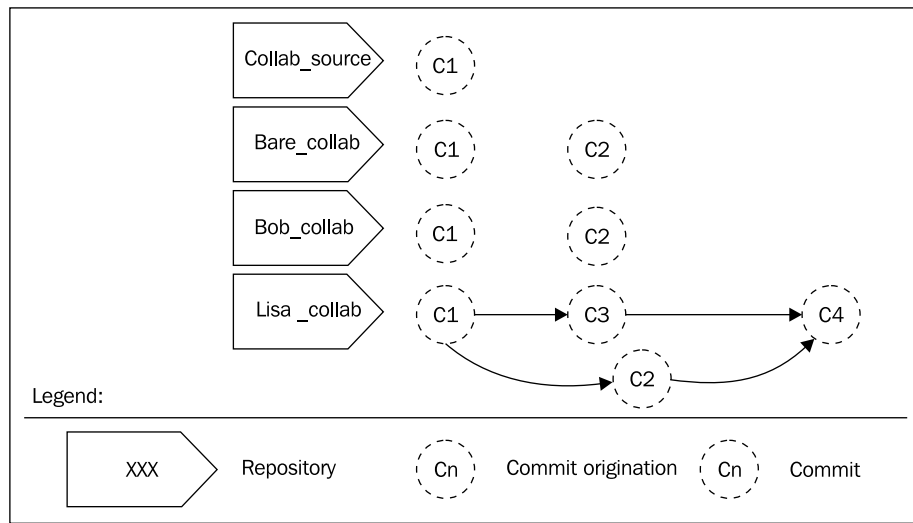 Collab_source C1
Bare_collab C1 C2
Bob_collab C1 C2
Lisa _collab C1 C3 C4
C2
Legend:
XXX Repository Cn Commit origination Cn Commit